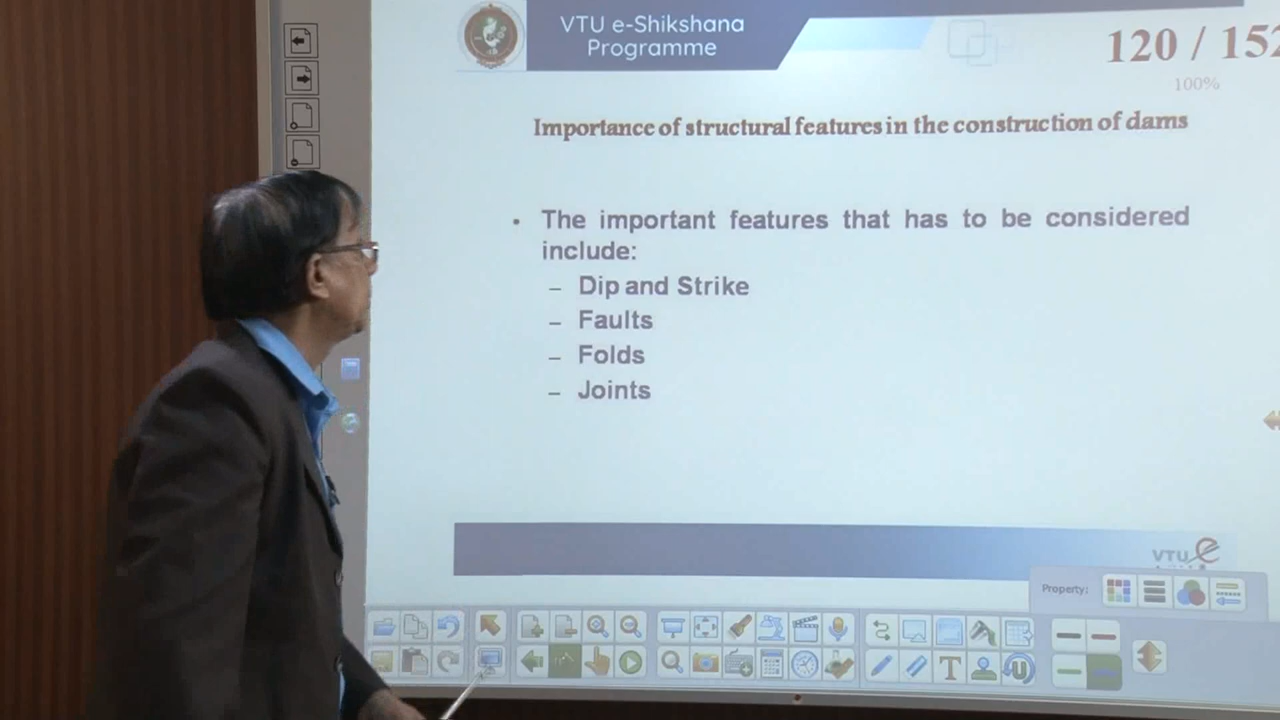 VTU e-Shikshana
Programme
120 / 152
100%
Importance of structural features in the construction of dams
• The important features that has to be considered
include:
– Dip and Strike
– Faults
– Folds
– Joints
VTU e
Property: